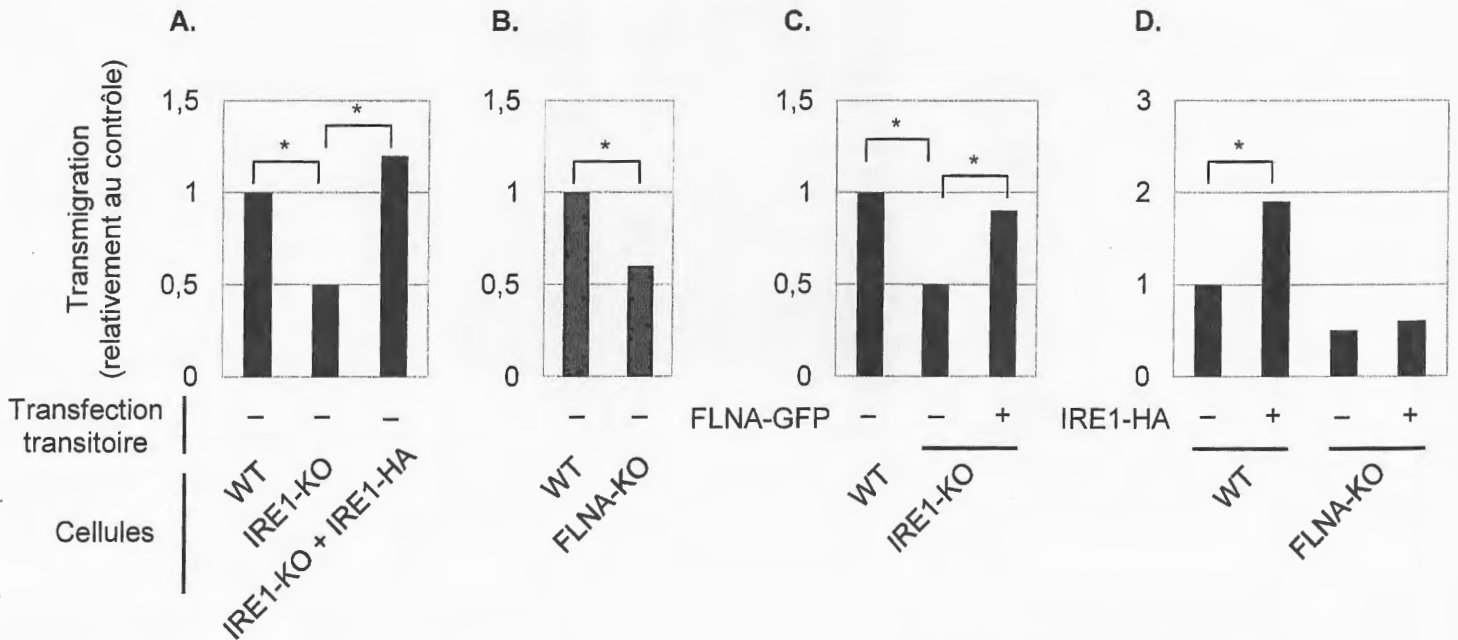 A.
B.
C.
D.
Transmigration
(relativement au contrôle)
1,5
1
0,5
0
*
*
1,5
1
0,5
0
*
1,5
1
0,5
0
*
*
3
2
1
0
*
Transfection
transitoire
– – –
– –
FLNA-GFP – – +
IRE1-HA – + – +
Cellules
WT
IRE1-KO
IRE1-KO + IRE1-HA
WT
FLNA-KO
WT
IRE1-KO
WT
FLNA-KO